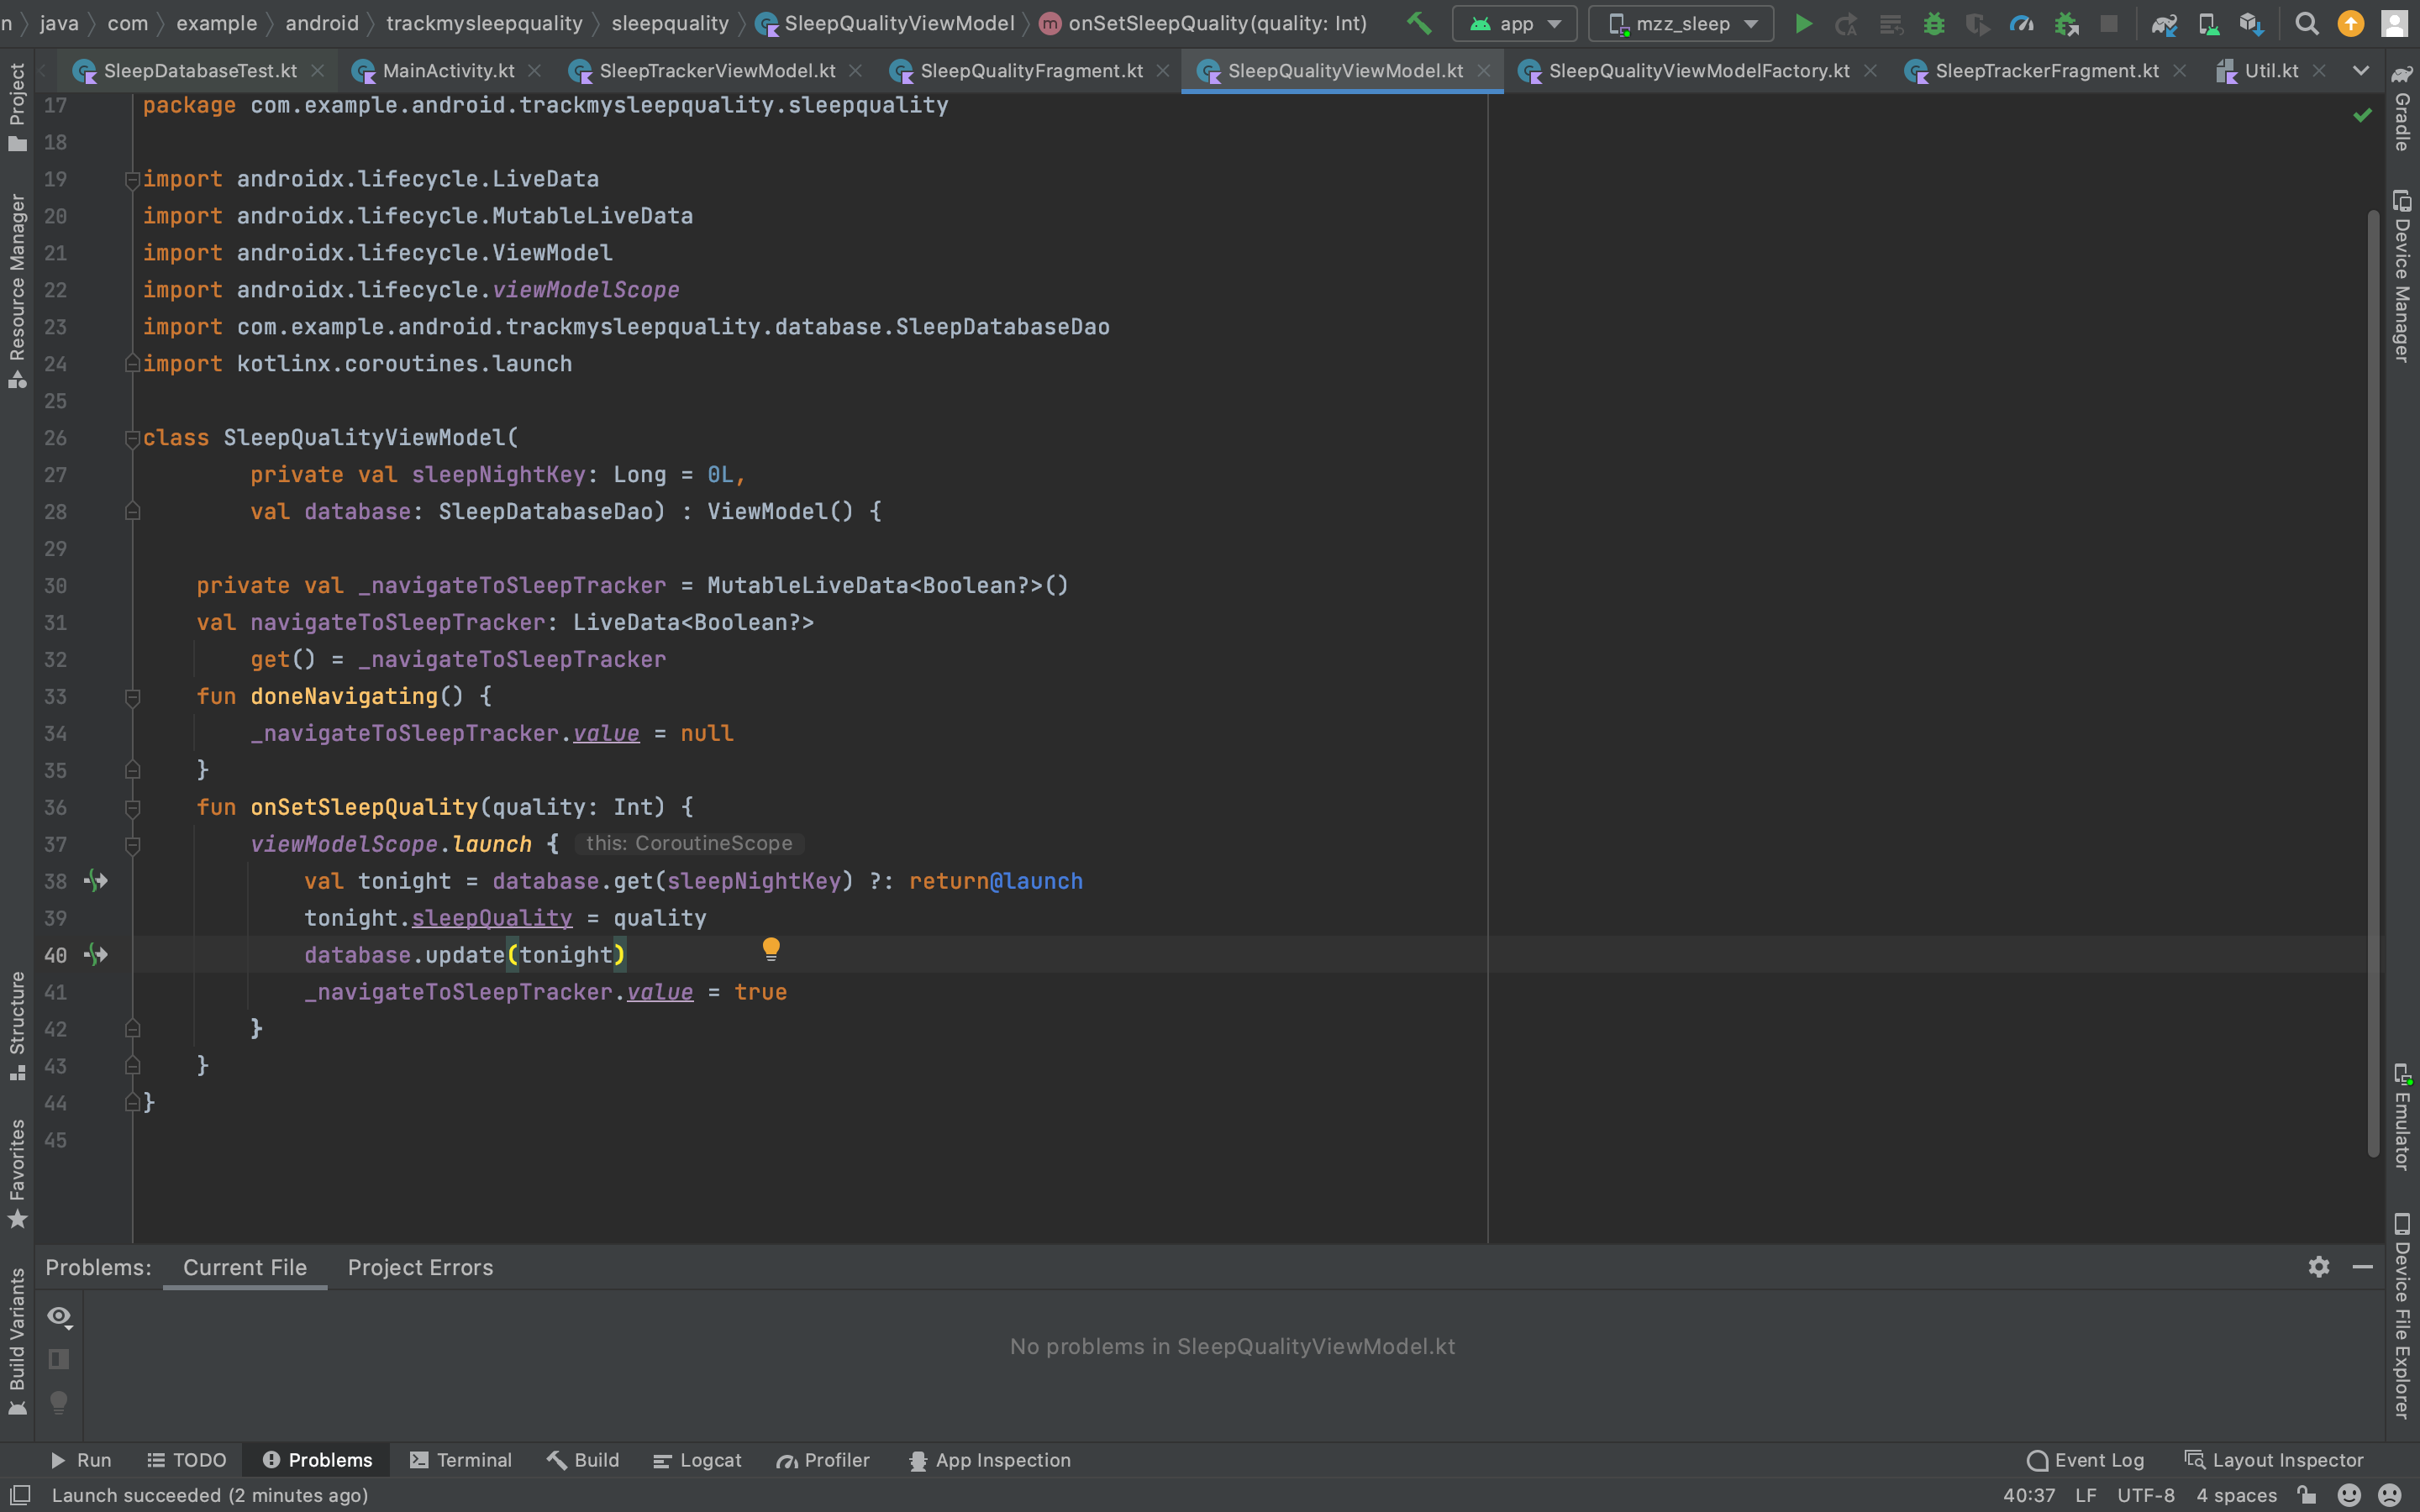 n java com example android trackmysleepquality sleepquality SleepQualityViewModel m onSetSleepQuality(quality: Int) app mzz_sleep
SleepDatabaseTest.kt MainActivity.kt SleepTrackerViewModel.kt SleepQualityFragment.kt SleepQualityViewModel.kt SleepQualityViewModelFactory.kt SleepTrackerFragment.kt Util.kt
Project
Resource Manager
Structure
Favorites
Build Variants
17 package com.example.android.trackmysleepquality.sleepquality
18
19 import androidx.lifecycle.LiveData
20 import androidx.lifecycle.MutableLiveData
21 import androidx.lifecycle.ViewModel
22 import androidx.lifecycle.viewModelScope
23 import com.example.android.trackmysleepquality.database.SleepDatabaseDao
24 import kotlinx.coroutines.launch
25
26 class SleepQualityViewModel(
27 private val sleepNightKey: Long = 0L,
28 val database: SleepDatabaseDao) : ViewModel() {
29
30 private val _navigateToSleepTracker = MutableLiveData<Boolean?>()
31 val navigateToSleepTracker: LiveData<Boolean?>
32 get() = _navigateToSleepTracker
33 fun doneNavigating() {
34 _navigateToSleepTracker.value = null
35 }
36 fun onSetSleepQuality(quality: Int) {
37 viewModelScope.launch { this: CoroutineScope
38 val tonight = database.get(sleepNightKey) ?: return@launch
39 tonight.sleepQuality = quality
40 database.update(tonight)
41 _navigateToSleepTracker.value = true
42 }
43 }
44 }
45
Gradle
Device Manager
Emulator
Device File Explorer
Problems: Current File Project Errors
No problems in SleepQualityViewModel.kt
Run TODO Problems Terminal Build Logcat Profiler App Inspection Event Log Layout Inspector
Launch succeeded (2 minutes ago) 40:37 LF UTF-8 4 spaces